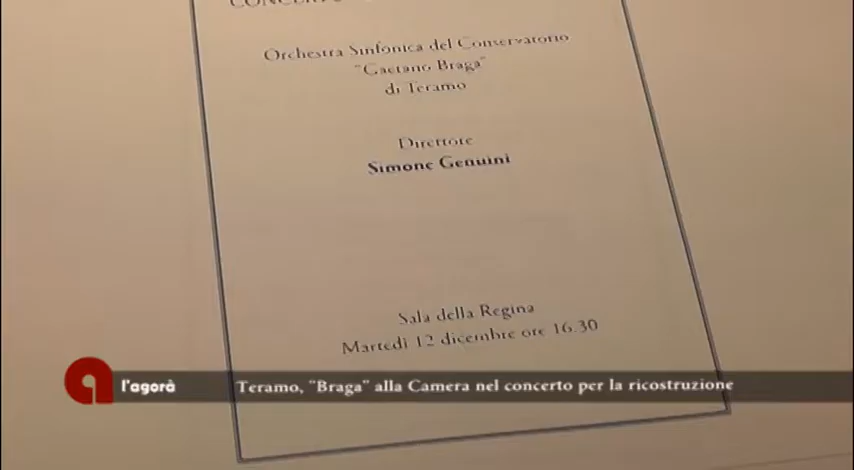 Orchestra Sinfonica del Conservatorio
"Gaetano Braga"
di Teramo
Direttore
Simone Genuini
Sala della Regina
Martedì 12 dicembre ore 16.30
l'agorà
Teramo, "Braga" alla Camera nel concerto per la ricostruzione